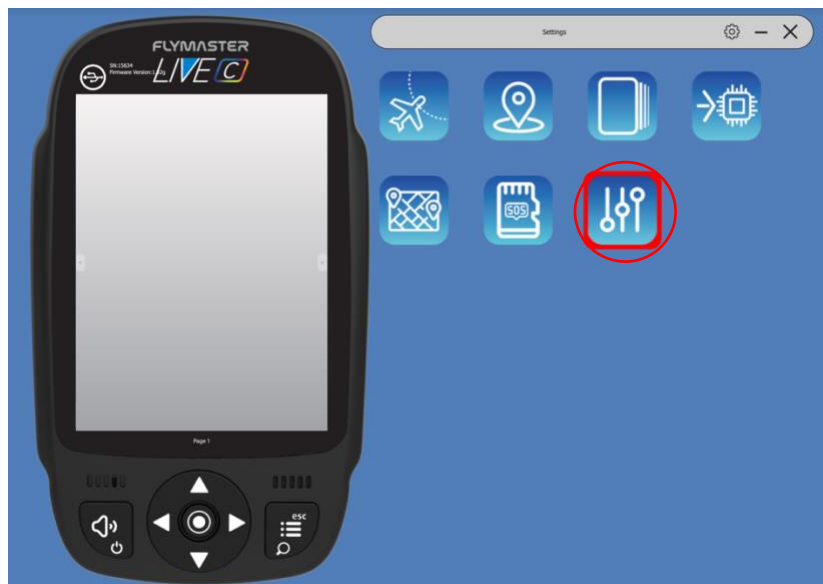 Settings
FLYMASTER
SN:15634
Firmware Version:
LIVE C
SOS
Page 1
esc